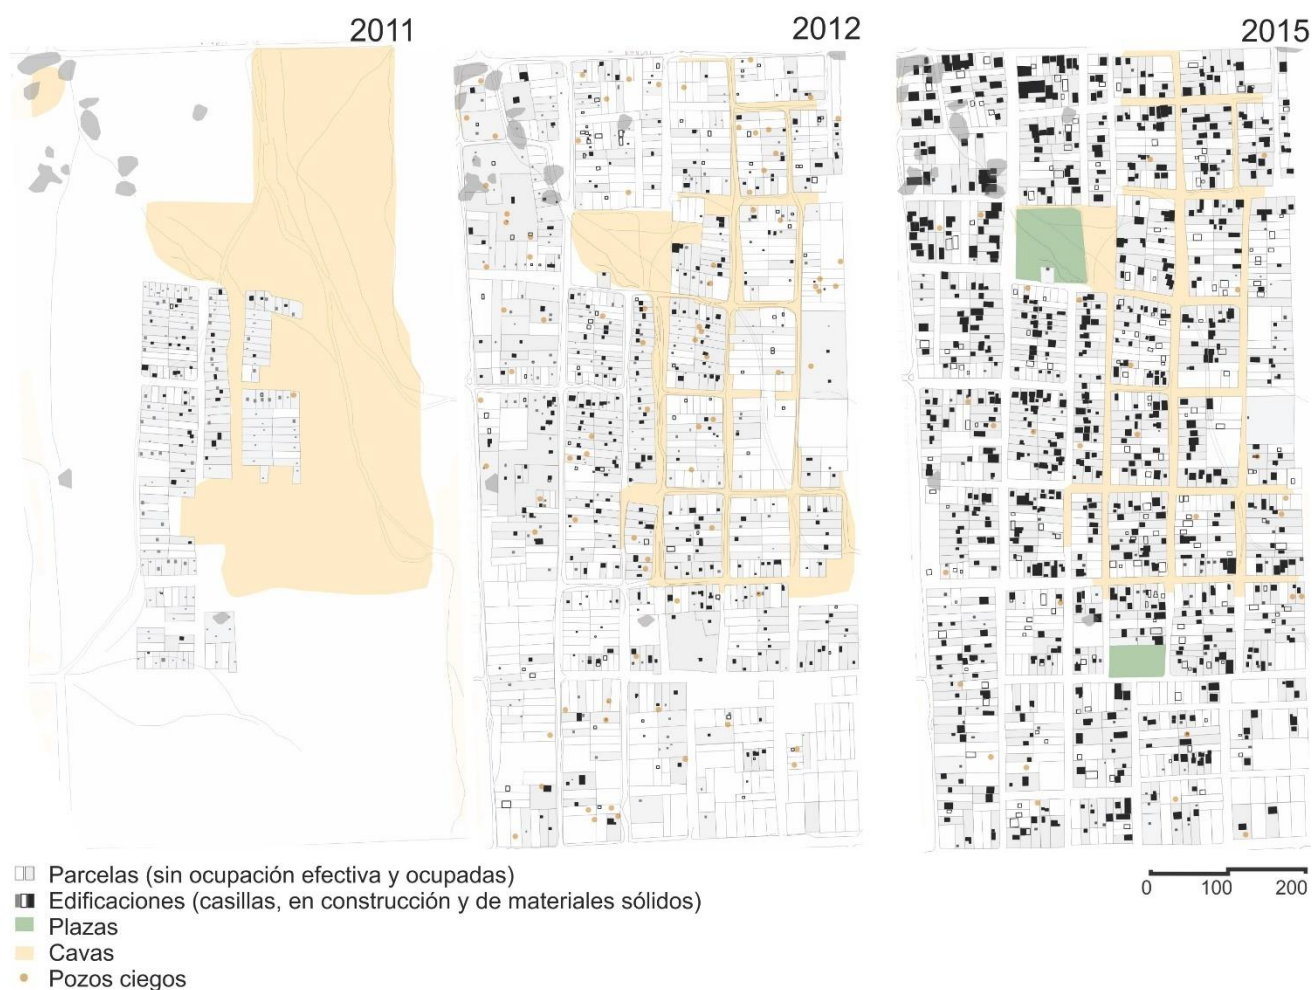 2011
2012
2015
Parcelas (sin ocupación efectiva y ocupadas)
Edificaciones (casillas, en construcción y de materiales sólidos)
Plazas
Cavas
Pozos ciegos
0 100 200